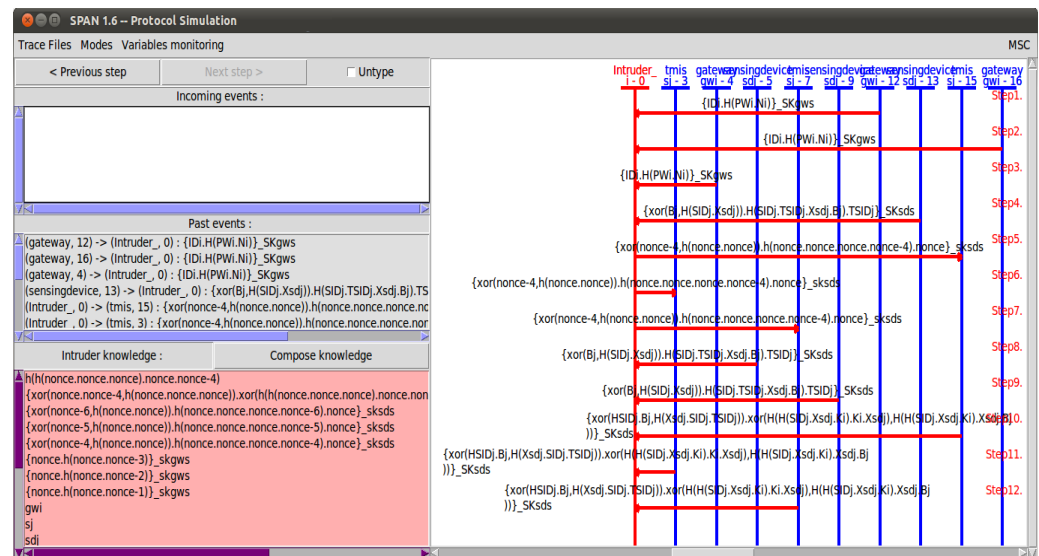 SPAN 1.6 -- Protocol Simulation
Trace Files Modes Variables monitoring MSC
< Previous step Next step > Untype
Incoming events :
Past events :
(gateway, 12) -> (Intruder_, 0) : {IDi.H(PWi.Ni)}_SKgws
(gateway, 16) -> (Intruder_, 0) : {IDi.H(PWi.Ni)}_SKgws
(gateway, 4) -> (Intruder_, 0) : {IDi.H(PWi.Ni)}_SKgws
(sensingdevice, 13) -> (Intruder_, 0) : {xor(Bj,H(SIDj.Xsdj)).H(SIDj.TSIDj.Xsdj.Bj).TS
(Intruder_, 0) -> (tmis, 15) : {xor(nonce-4,h(nonce.nonce)).h(nonce.nonce.nonce.nc
(Intruder_, 0) -> (tmis, 3) : {xor(nonce-4,h(nonce.nonce)).h(nonce.nonce.nonce.non
Intruder knowledge : Compose knowledge
h(h(nonce.nonce.nonce).nonce.nonce-4)
{xor(nonce.nonce-4,h(nonce.nonce.nonce)).xor(h(h(nonce.nonce.nonce).nonce.non
{xor(nonce-6,h(nonce.nonce)).h(nonce.nonce.nonce.nonce-6).nonce}_sksds
{xor(nonce-5,h(nonce.nonce)).h(nonce.nonce.nonce.nonce-5).nonce}_sksds
{xor(nonce-4,h(nonce.nonce)).h(nonce.nonce.nonce.nonce-4).nonce}_sksds
{nonce.h(nonce.nonce-3)}_skgws
{nonce.h(nonce.nonce-2)}_skgws
{nonce.h(nonce.nonce-1)}_skgws
gwi
sj
sdi
Intruder_ tmis gateway sensingdevice tmis sensingdevice gateway sensingdevice tmis gateway
i - 0 sj - 3 gwi - 4 sdj - 5 sj - 7 sdj - 9 gwi - 12 sdj - 13 sj - 15 gwi - 16
Step1.
{IDi.H(PWi.Ni)}_SKgws
Step2.
{IDi.H(PWi.Ni)}_SKgws
Step3.
{IDi.H(PWi.Ni)}_SKgws
Step4.
{xor(Bj,H(SIDj.Xsdj)).H(SIDj.TSIDj.Xsdj.Bj).TSIDj}_SKsds
Step5.
{xor(nonce-4,h(nonce.nonce)).h(nonce.nonce.nonce.nonce-4).nonce}_sksds
Step6.
{xor(nonce-4,h(nonce.nonce)).h(nonce.nonce.nonce.nonce-4).nonce}_sksds
Step7.
{xor(nonce-4,h(nonce.nonce)).h(nonce.nonce.nonce.nonce-4).nonce}_sksds
Step8.
{xor(Bj,H(SIDj.Xsdj)).H(SIDj.TSIDj.Xsdj.Bj).TSIDj}_SKsds
Step9.
{xor(Bj,H(SIDj.Xsdj)).H(SIDj.TSIDj.Xsdj.Bj).TSIDj}_SKsds
Step10.
{xor(HSIDj.Bj,H(Xsdj.SIDj.TSIDj)).xor(H(H(SIDj.Xsdj.Ki).Ki.Xsdj),H(H(SIDj.Xsdj.Ki).Xsdj.Bj
))}_SKsds
Step11.
{xor(HSIDj.Bj,H(Xsdj.SIDj.TSIDj)).xor(H(H(SIDj.Xsdj.Ki).Ki.Xsdj),H(H(SIDj.Xsdj.Ki).Xsdj.Bj
))}_SKsds
Step12.
{xor(HSIDj.Bj,H(Xsdj.SIDj.TSIDj)).xor(H(H(SIDj.Xsdj.Ki).Ki.Xsdj),H(H(SIDj.Xsdj.Ki).Xsdj.Bj
))}_SKsds